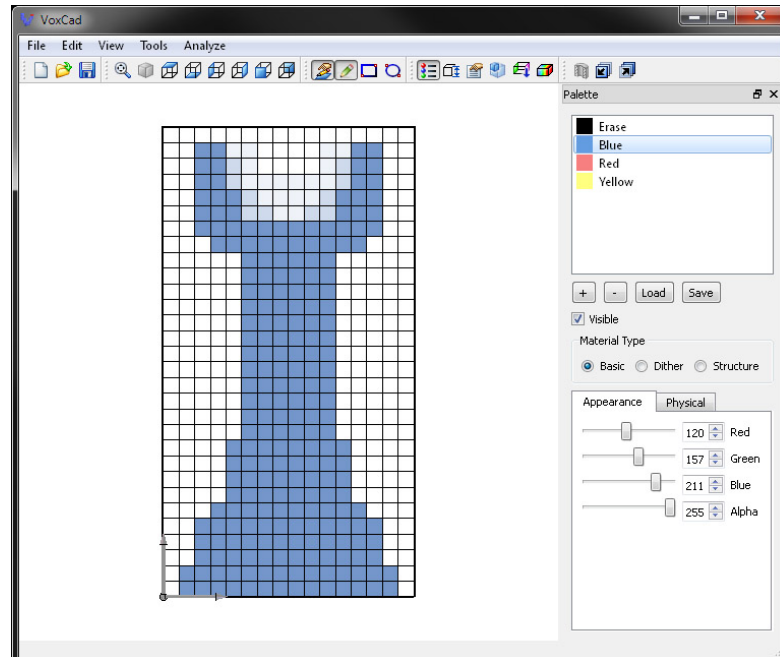 VoxCad
File Edit View Tools Analyze
Palette
Erase
Blue
Red
Yellow
+ - Load Save
Visible
Material Type
Basic Dither Structure
Appearance Physical
120 Red
157 Green
211 Blue
255 Alpha